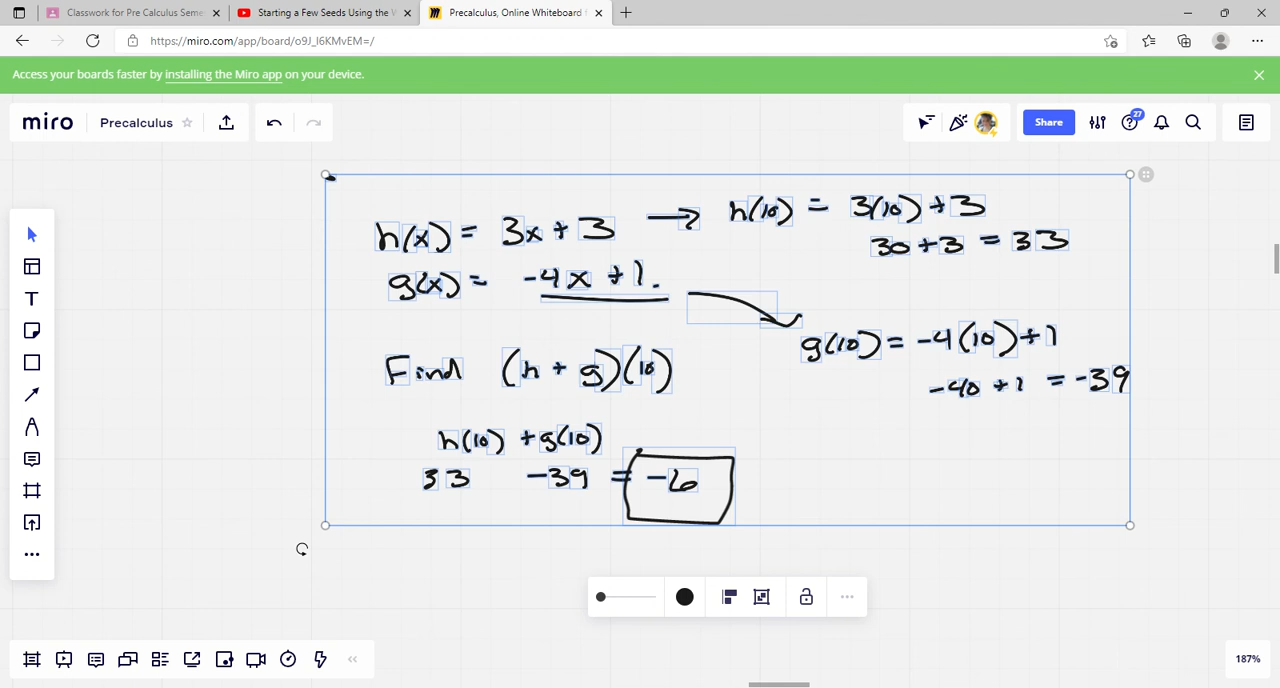 Classwork for Pre Calculus Seme
Starting a Few Seeds Using the W
Precalculus, Online Whiteboard
https://miro.com/app/board/o9J_l6KMvEM=/
Access your boards faster by installing the Miro app on your device.
miro
Precalculus
Share
27
h(x) = 3x + 3 → h(10) = 3(10) + 3
30 + 3 = 33
g(x) = -4x + 1.
g(10) = -4(10) + 1
-40 + 1 = -39
Find (h + g)(10)
h(10) + g(10)
33 -39 = -6
187%